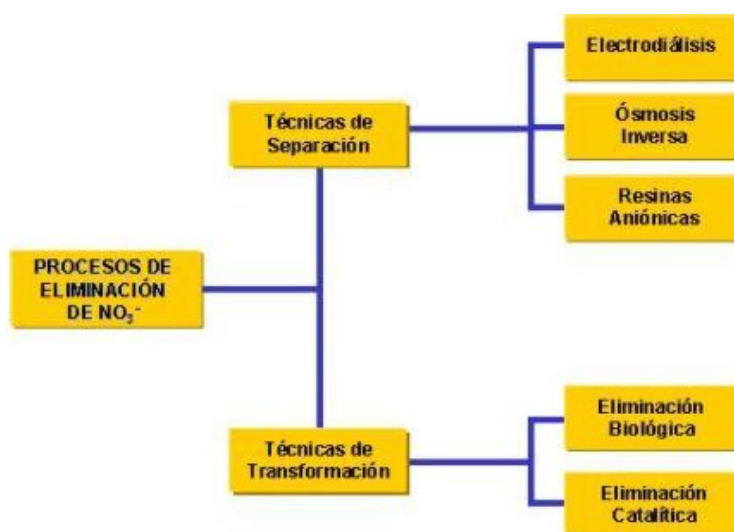 Electrodiálisis
Técnicas de
Separación
Ósmosis
Inversa
Resinas
Aniónicas
PROCESOS DE
ELIMINACIÓN
DE NO₃⁻
Técnicas de
Transformación
Eliminación
Biológica
Eliminación
Catalítica